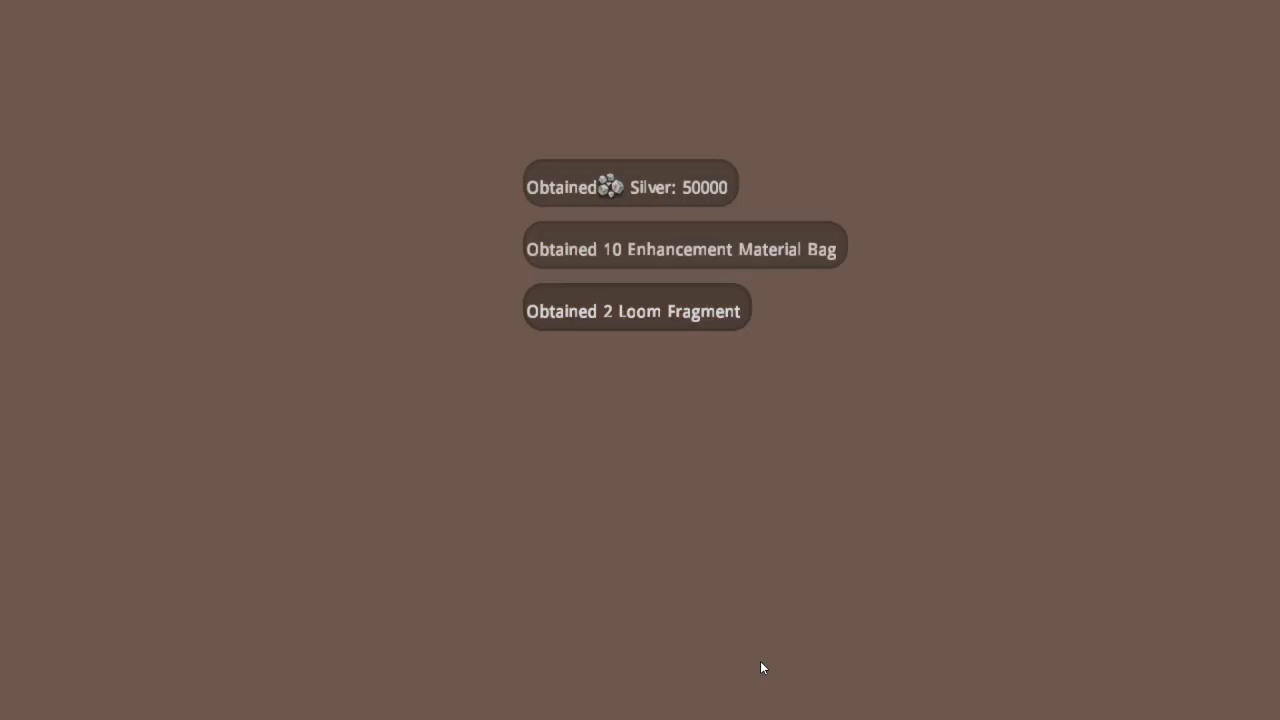 Obtained Silver: 50000
Obtained 10 Enhancement Material Bag
Obtained 2 Loom Fragment